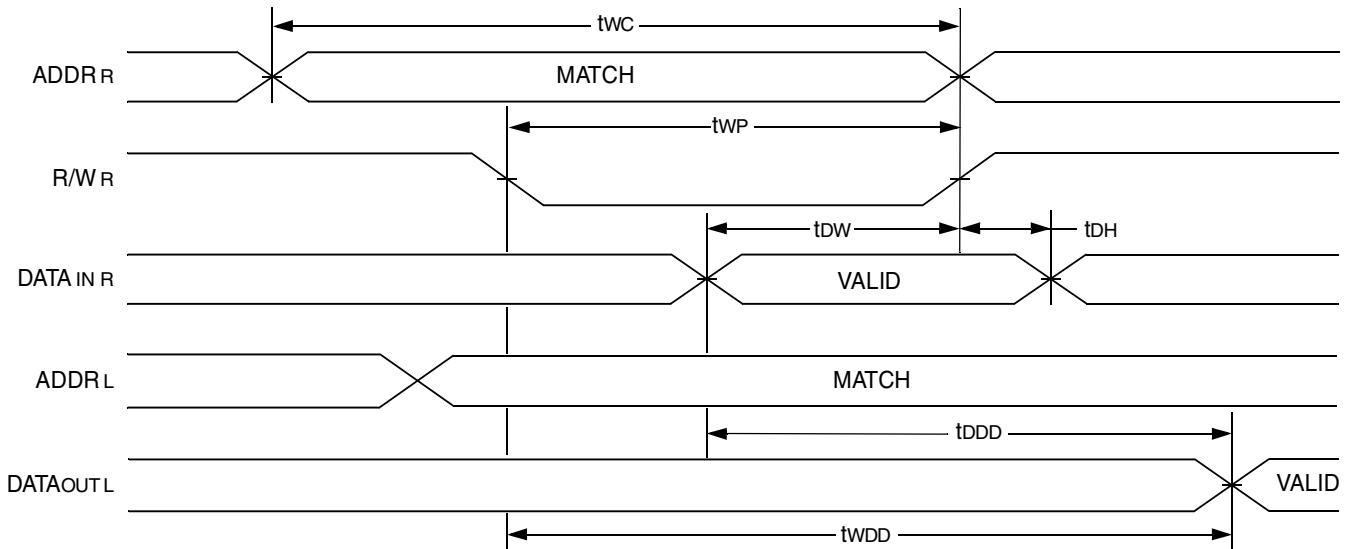 tWC
ADDR R MATCH
tWP
R/W R
tDW tDH
DATA IN R VALID
ADDR L MATCH
tDDD
DATAOUT L VALID
tWDD